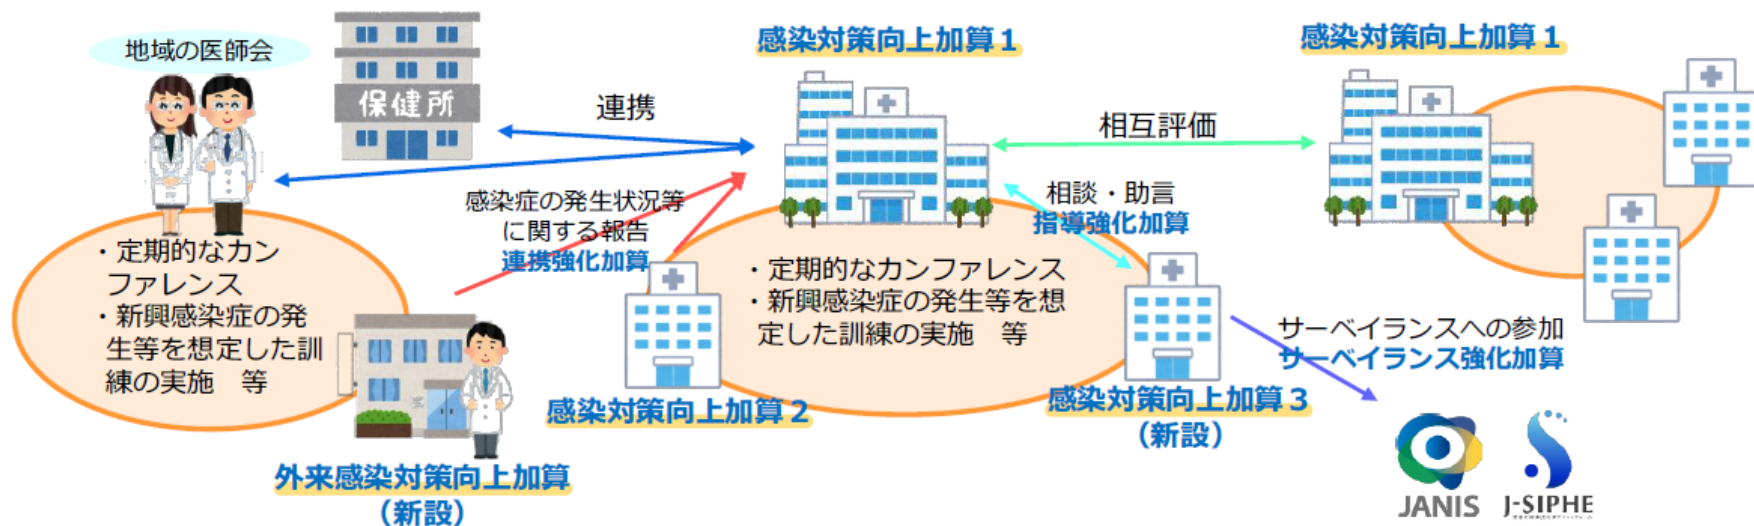 地域の医師会
保健所
連携
感染対策向上加算１
相互評価
感染対策向上加算１
感染症の発生状況等
に関する報告
連携強化加算
相談・助言
指導強化加算
・定期的なカン
ファレンス
・新興感染症の発
生等を想定した訓
練の実施　等
・定期的なカンファレンス
・新興感染症の発生等を想
定した訓練の実施　等
サーベイランスへの参加
サーベイランス強化加算
感染対策向上加算２
感染対策向上加算３
（新設）
外来感染対策向上加算
（新設）
JANIS
J-SIPHE